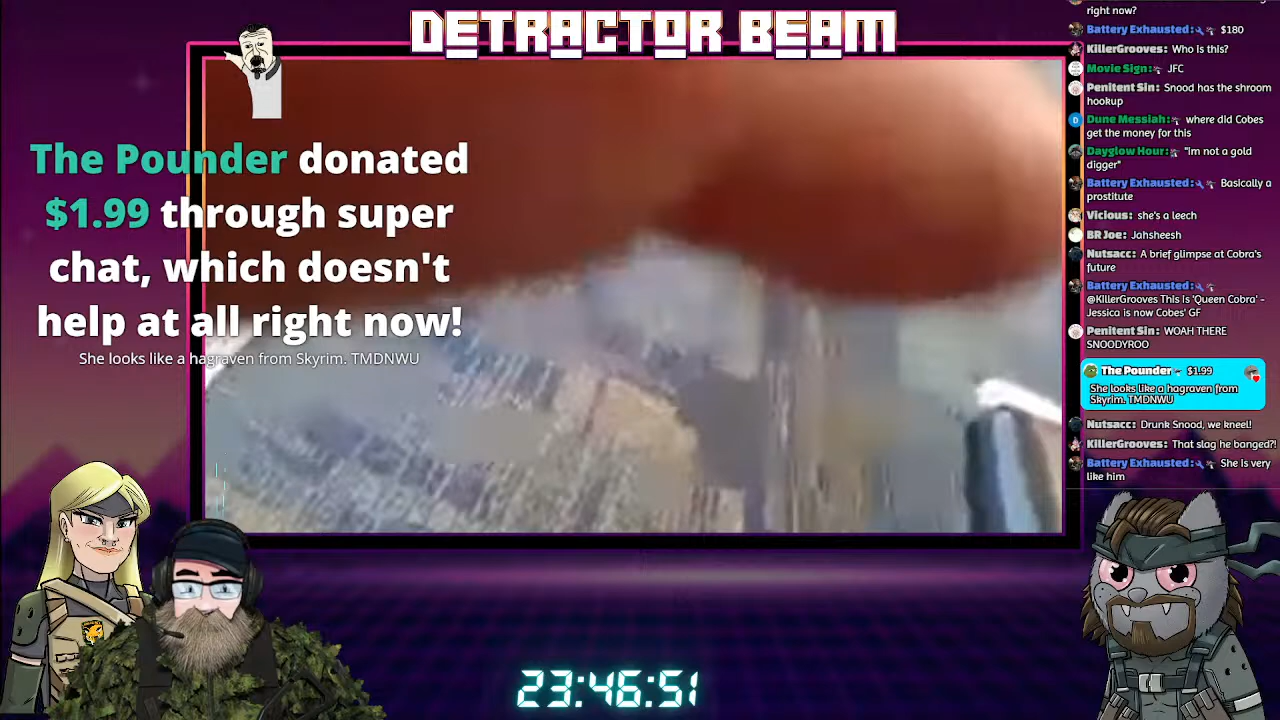 DETRACTOR BEAM
The Pounder donated
$1.99 through super
chat, which doesn't
help at all right now!
She looks like a hagraven from Skyrim. TMDNWU
right now?
Battery Exhausted: $180
KillerGrooves: Who is this?
Movie Sign: JFC
Penitent Sin: Snood has the shroom
hookup
Dune Messiah: where did Cobes
get the money for this
Dayglow Hour: "Im not a gold
digger"
Battery Exhausted: Basically a
prostitute
Vicious: she's a leech
BR Joe: Jahsheesh
Nutsacc: A brief glimpse at Cobra's
future
Battery Exhausted:
@KillerGrooves This Is 'Queen Cobra' -
Jessica is now Cobes' GF
Penitent Sin: WOAH THERE
SNOODYROO
The Pounder $1.99
She looks like a hagraven from
Skyrim. TMDNWU
Nutsacc: Drunk Snood, we kneel!
KillerGrooves: That slag he banged?!
Battery Exhausted: She is very
like him
23:46:51